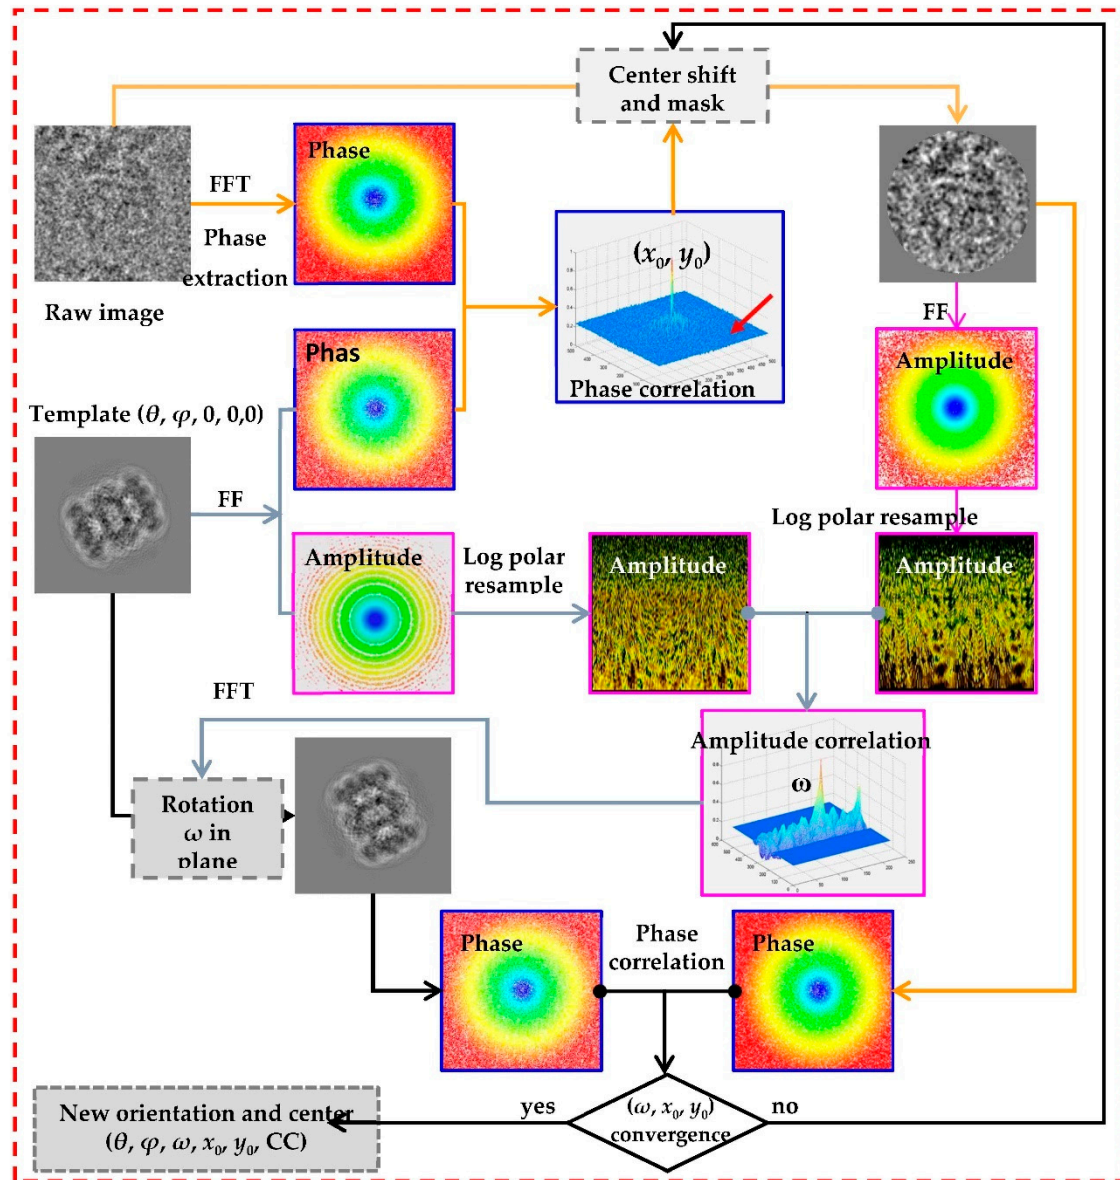 Center shift
and mask
Phase
FFT
Phase
extraction
Raw image
(x₀, y₀)
Phase correlation
FF
Amplitude
Phas
Template (θ, φ, 0, 0,0)
FF
Log polar resample
Amplitude
Log polar
resample
Amplitude
Amplitude
FFT
Amplitude correlation
ω
Rotation
ω in
plane
Phase
Phase
correlation
Phase
New orientation and center
(θ, φ, ω, x₀, y₀, CC)
yes
(ω, x₀, y₀)
convergence
no